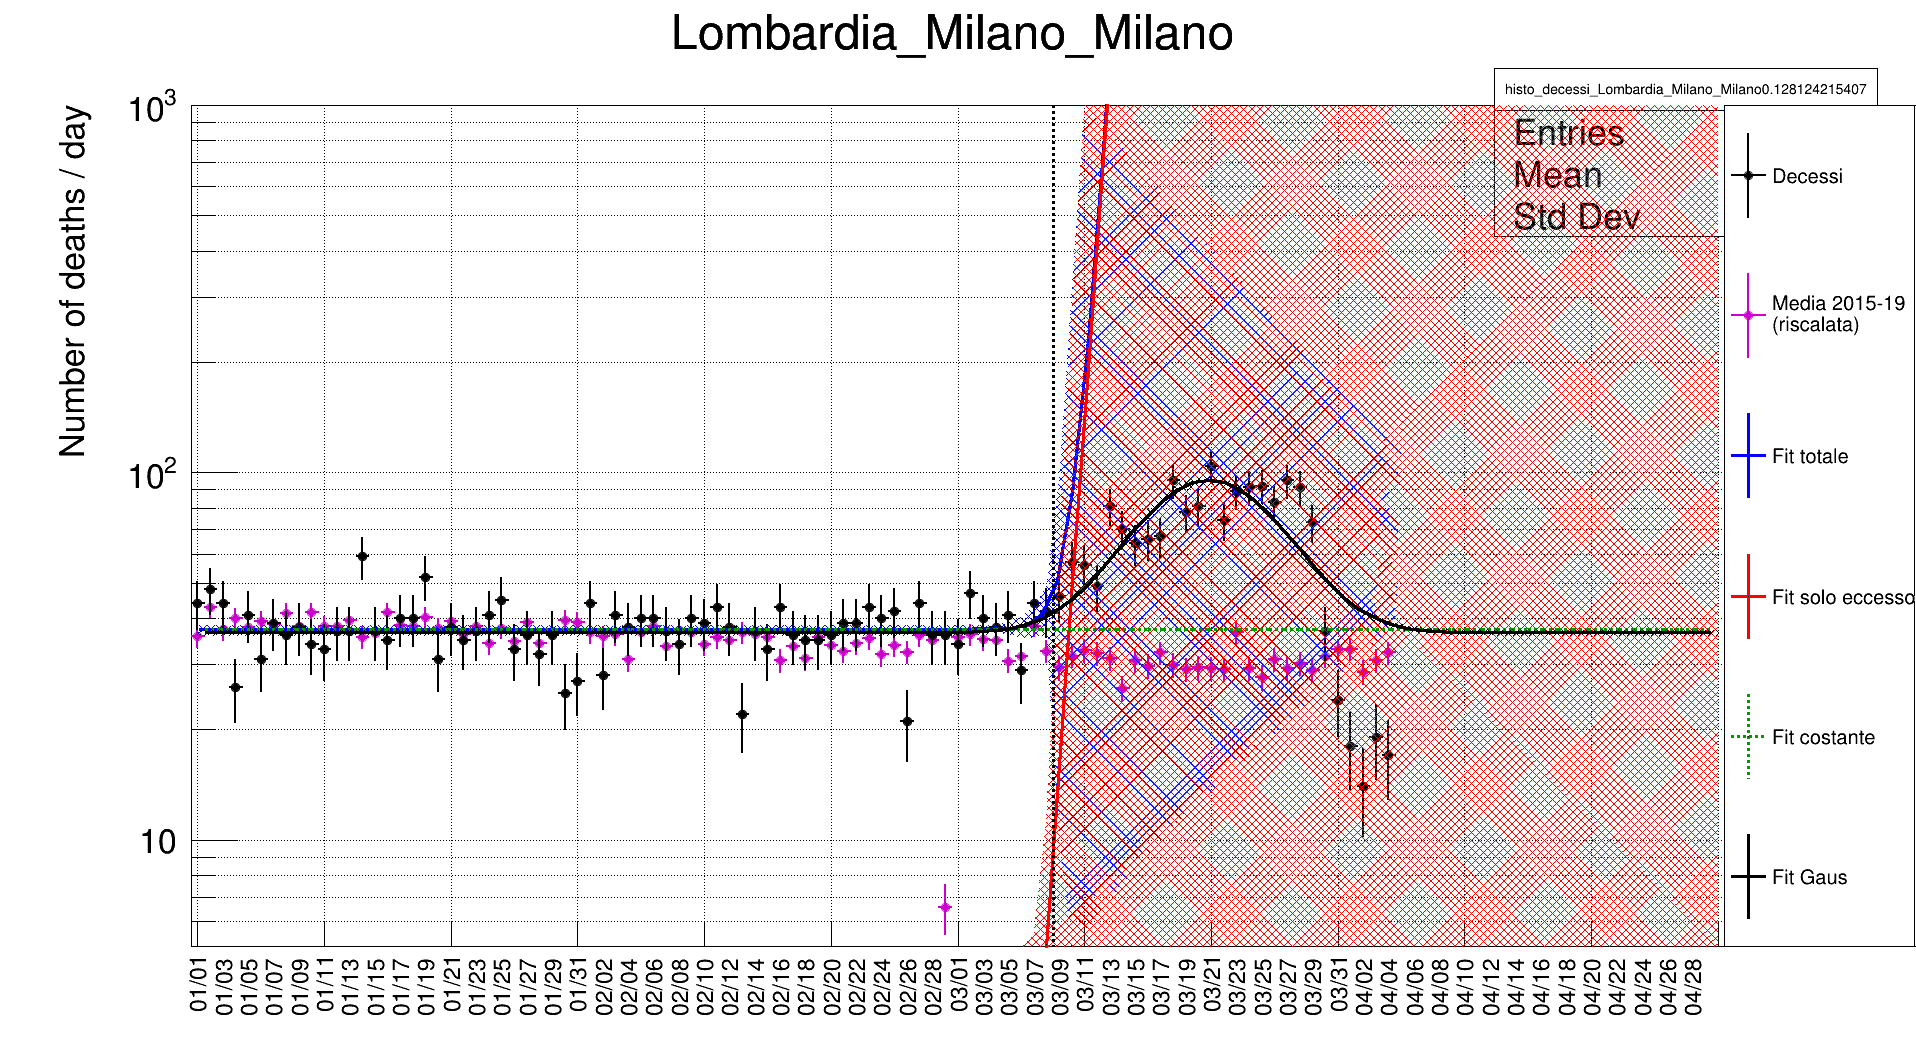 Lombardia_Milano_Milano
histo_decessi_Lombardia_Milano_Milano0.128124215407
Entries
Mean
Std Dev
Number of deaths / day
10³
10²
10
Decessi
Media 2015-19
(riscalata)
Fit totale
Fit solo eccesso
Fit costante
Fit Gaus
01/01 01/03 01/05 01/07 01/09 01/11 01/13 01/15 01/17 01/19 01/21 01/23 01/25 01/27 01/29 01/31 02/02 02/04 02/06 02/08 02/10 02/12 02/14 02/16 02/18 02/20 02/22 02/24 02/26 02/28 03/01 03/03 03/05 03/07 03/09 03/11 03/13 03/15 03/17 03/19 03/21 03/23 03/25 03/27 03/29 03/31 04/02 04/04 04/06 04/08 04/10 04/12 04/14 04/16 04/18 04/20 04/22 04/24 04/26 04/28